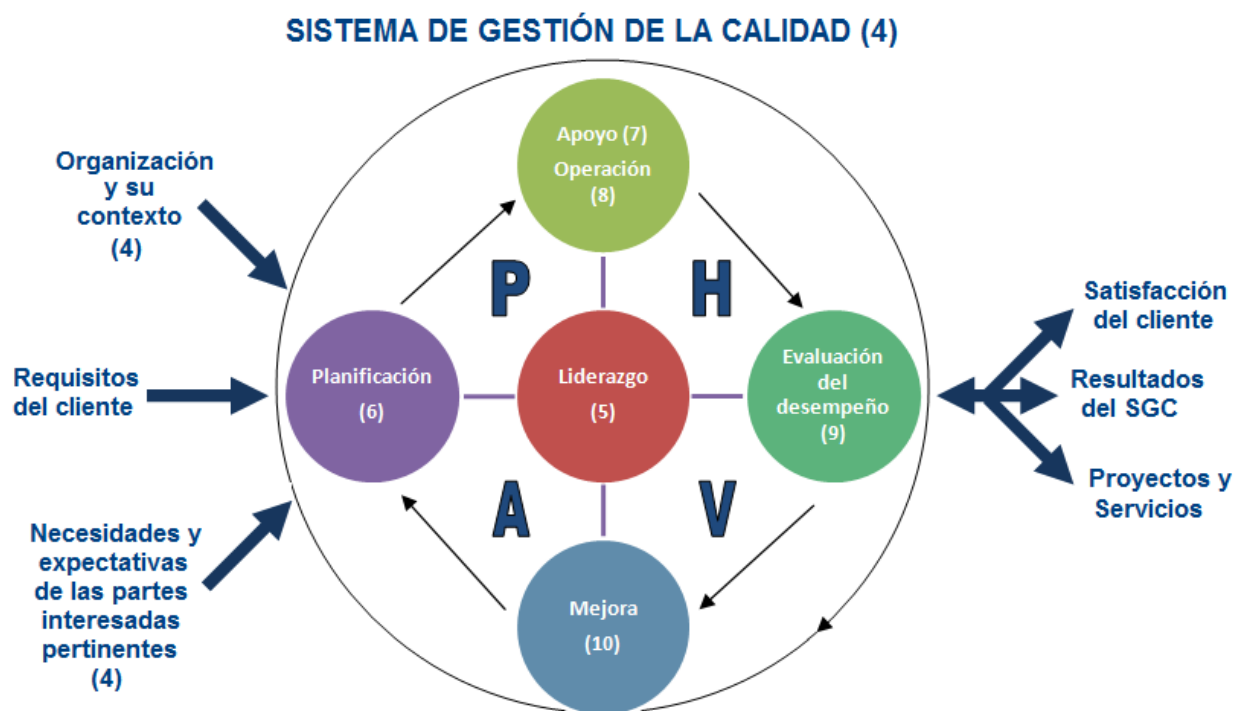 SISTEMA DE GESTIÓN DE LA CALIDAD (4)
Organización
y su
contexto
(4)
Requisitos
del cliente
Necesidades y
expectativas
de las partes
interesadas
pertinentes
(4)
Apoyo (7)
Operación
(8)
P
H
Planificación
(6)
Liderazgo
(5)
Evaluación
del
desempeño
(9)
A
V
Mejora
(10)
Satisfacción
del cliente
Resultados
del SGC
Proyectos y
Servicios